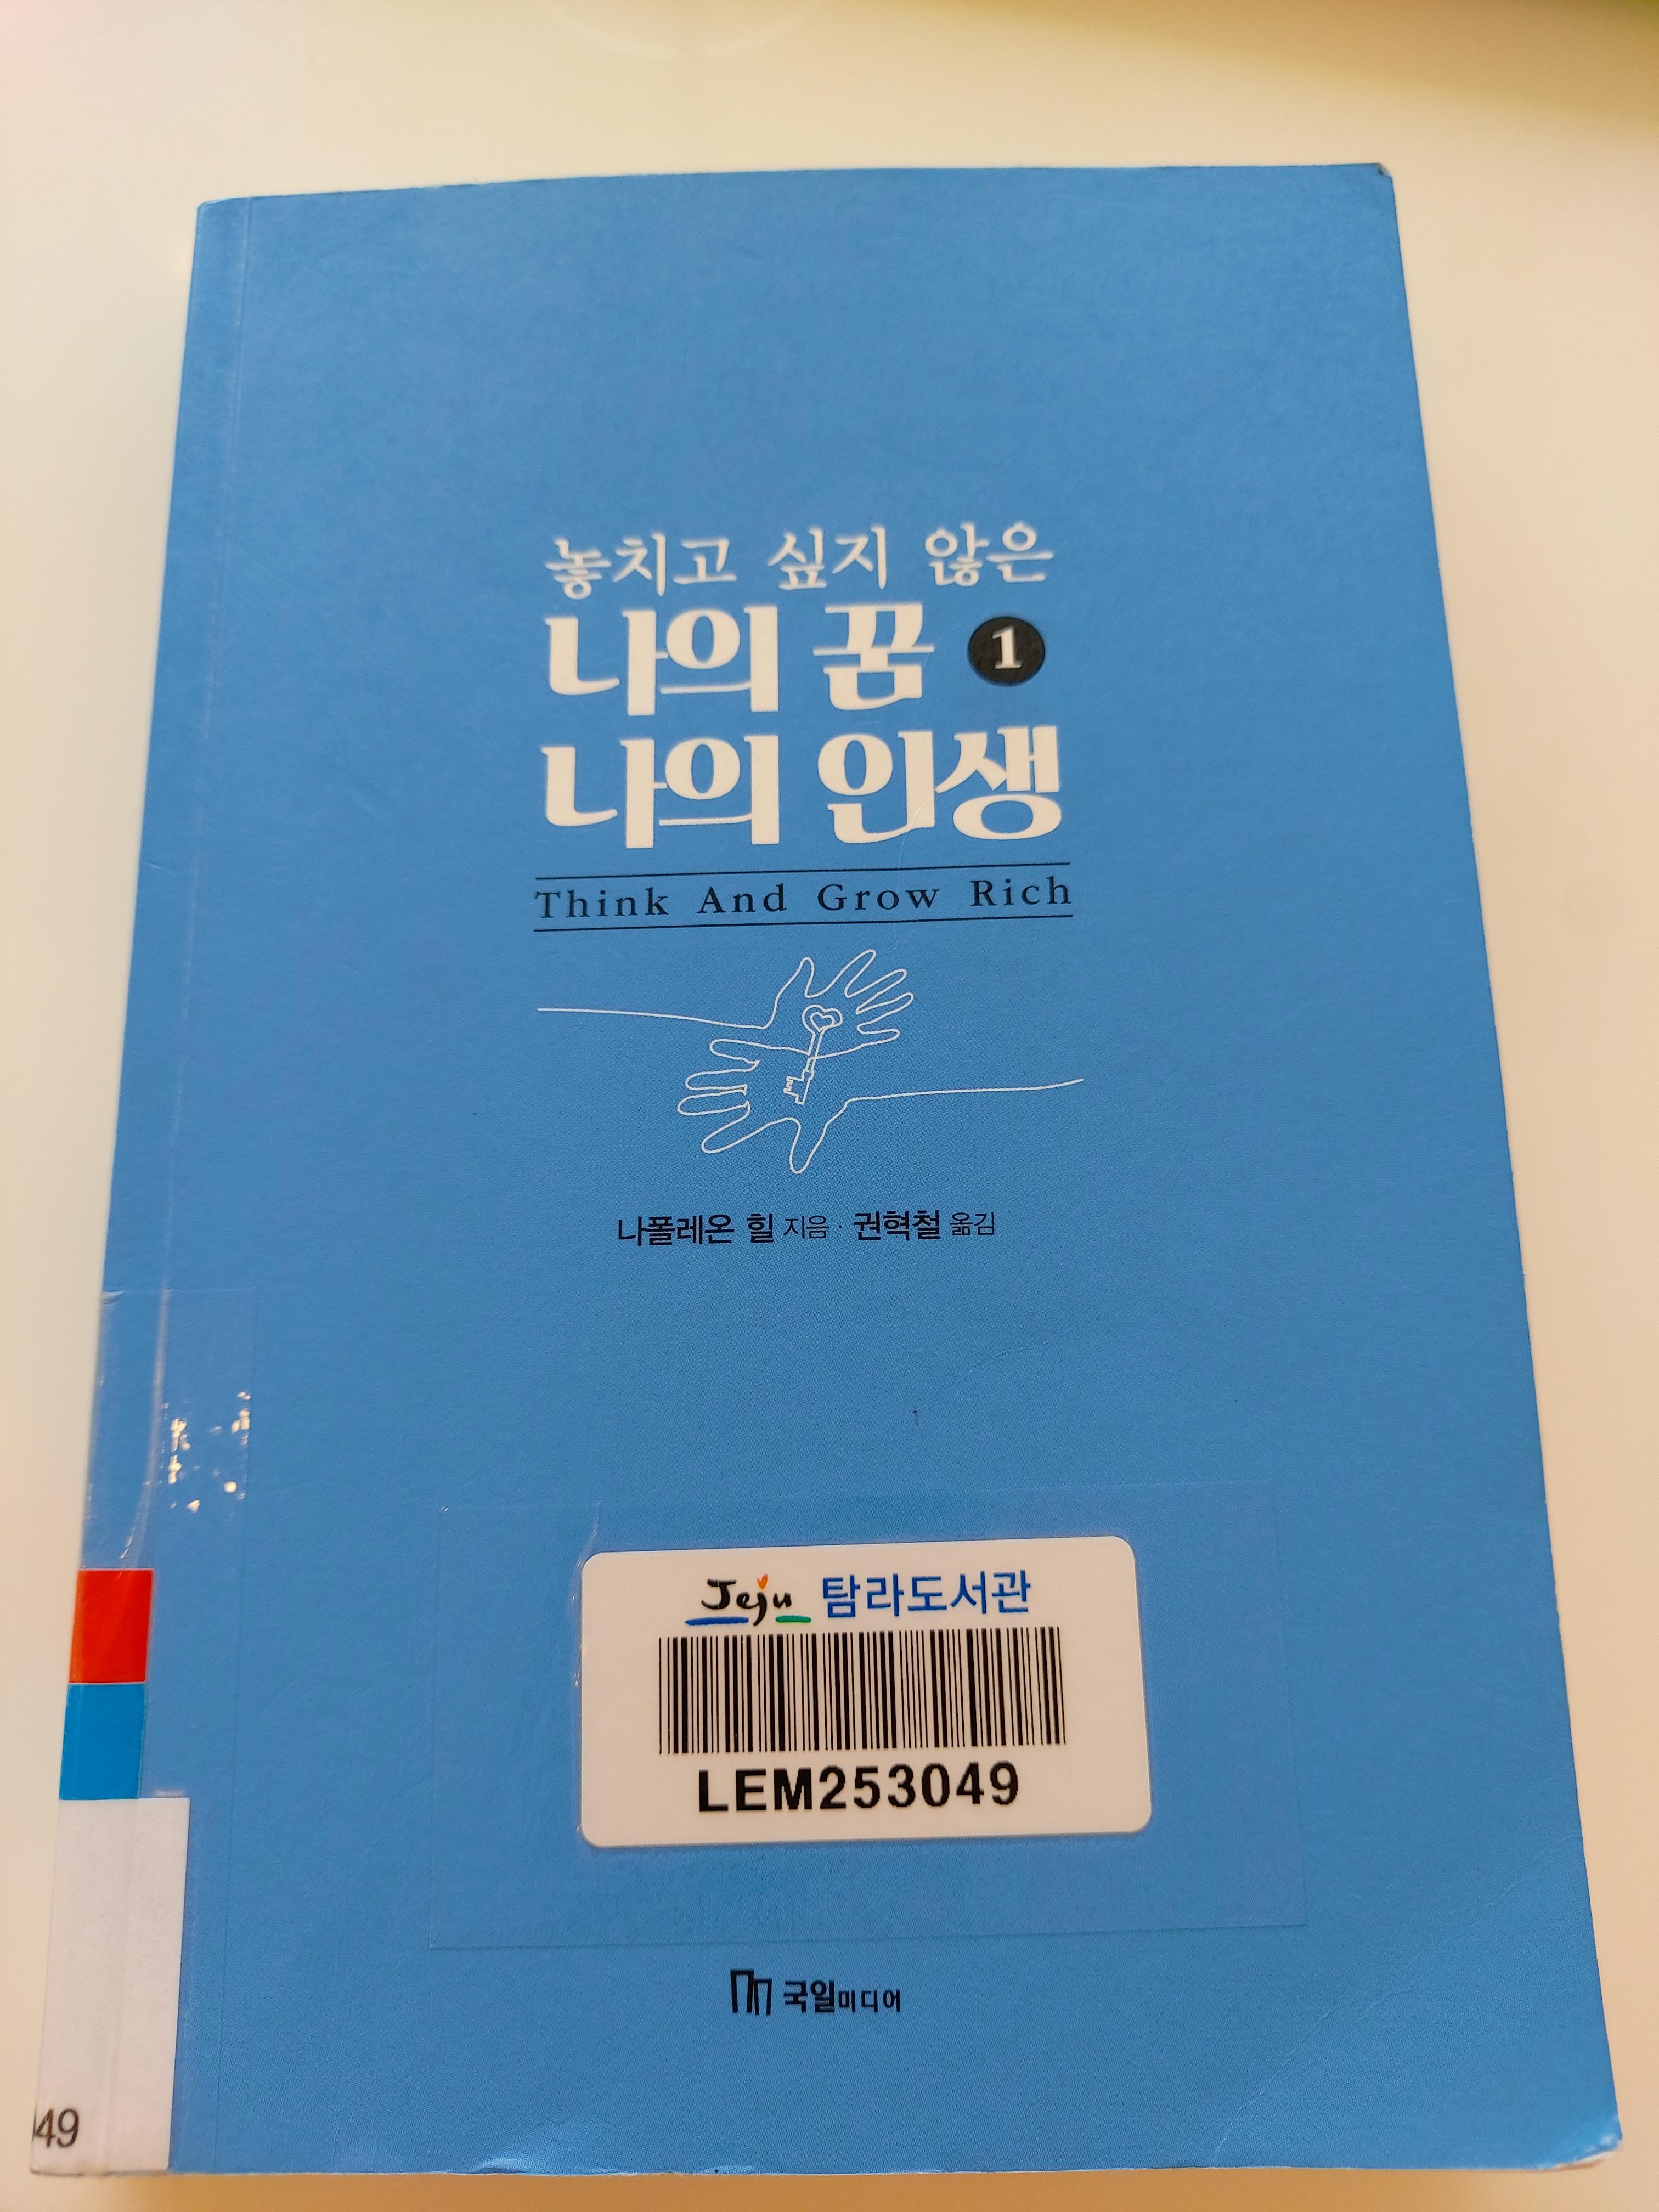 놓치고 싶지 않은
나의 꿈 1
나의 인생
Think And Grow Rich
나폴레온 힐 지음 · 권혁철 옮김
Jeju 탐라도서관
LEM253049
국일미디어
49